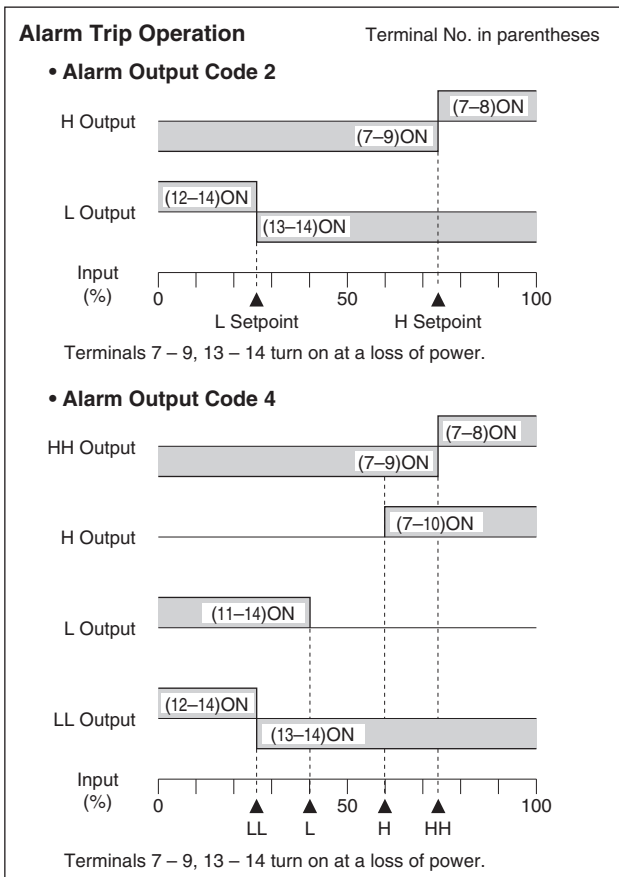 Alarm Trip Operation Terminal No. in parentheses
• Alarm Output Code 2
H Output (7–9)ON (7–8)ON
L Output (12–14)ON (13–14)ON
Input (%) 0 50 100
L Setpoint H Setpoint
Terminals 7 – 9, 13 – 14 turn on at a loss of power.
• Alarm Output Code 4
HH Output (7–9)ON (7–8)ON
H Output (7–10)ON
L Output (11–14)ON
LL Output (12–14)ON (13–14)ON
Input (%) 0 50 100
LL L H HH
Terminals 7 – 9, 13 – 14 turn on at a loss of power.